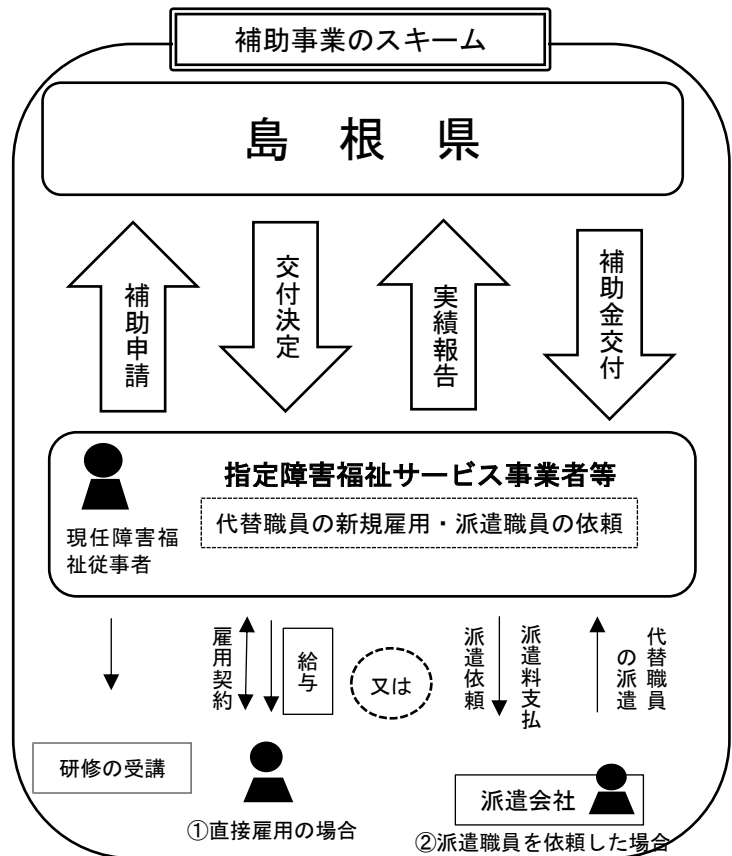 補助事業のスキーム
島 根 県
補助申請
交付決定
実績報告
補助金交付
指定障害福祉サービス事業者等
代替職員の新規雇用・派遣職員の依頼
現任障害福
祉従事者
雇用契約
給与
又は
派遣依頼
派遣料支払
代替職員
の派遣
研修の受講
①直接雇用の場合
派遣会社
②派遣職員を依頼した場合